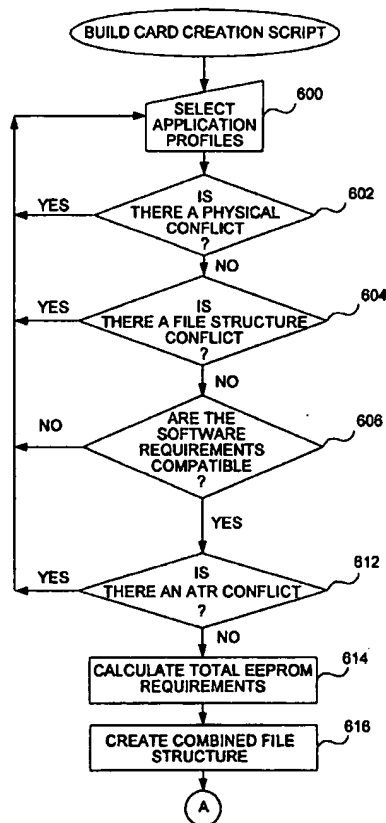 BUILD CARD CREATION SCRIPT
600
SELECT
APPLICATION
PROFILES
602
IS
THERE A PHYSICAL
CONFLICT
?
YES
NO
604
IS
THERE A FILE STRUCTURE
CONFLICT
?
YES
NO
606
ARE THE
SOFTWARE
REQUIREMENTS
COMPATIBLE
?
NO
YES
612
IS
THERE AN ATR CONFLICT
?
YES
NO
614
CALCULATE TOTAL EEPROM
REQUIREMENTS
616
CREATE COMBINED FILE
STRUCTURE
A